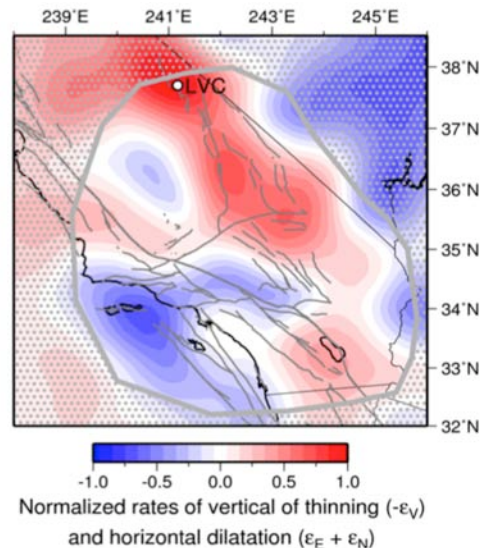 239°E 241°E 243°E 245°E
LVC
38°N
37°N
36°N
35°N
34°N
33°N
32°N
-1.0 -0.5 0.0 0.5 1.0
Normalized rates of vertical of thinning (-εV)
and horizontal dilatation (εE + εN)